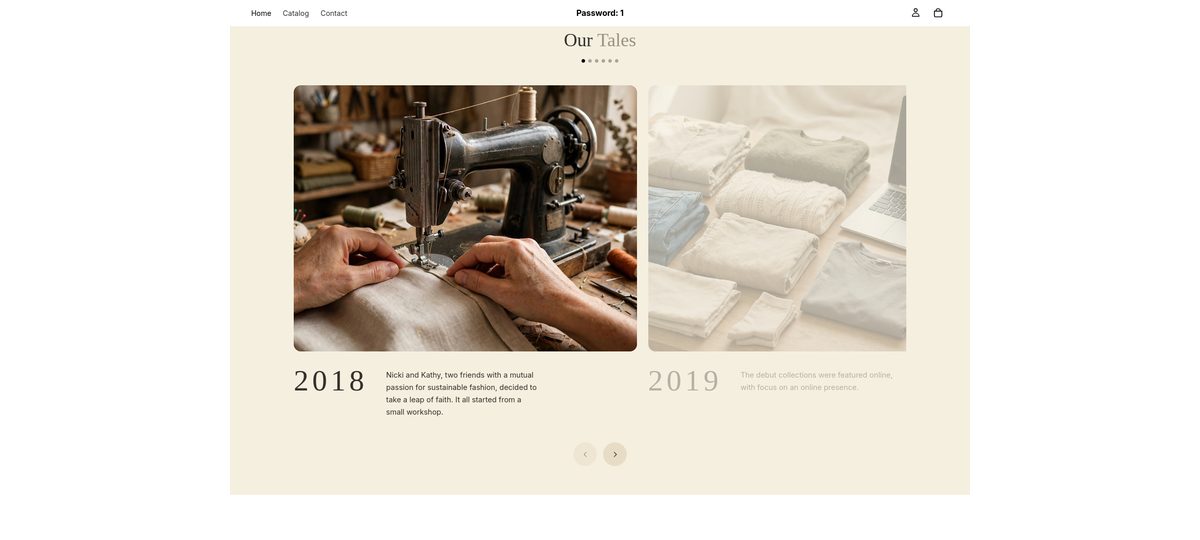 Home Catalog Contact Password: 1
Our Tales
2018
Nicki and Kathy, two friends with a mutual
passion for sustainable fashion, decided to
take a leap of faith. It all started from a
small workshop.
2019
The debut collections were featured online,
with focus on an online presence.